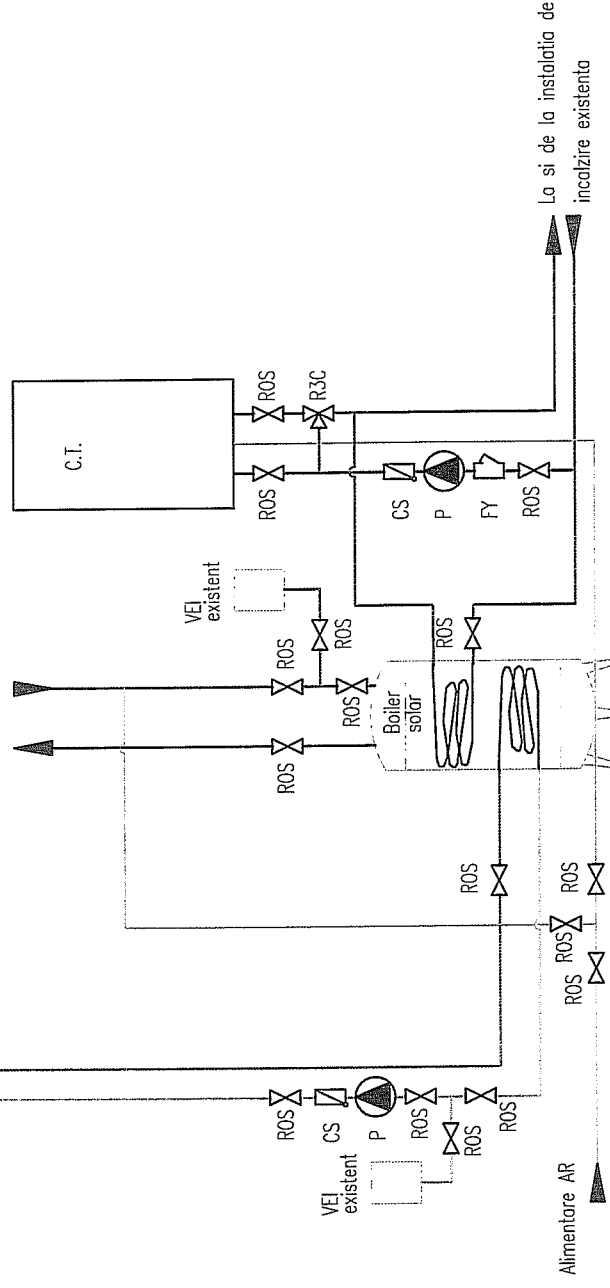 La si de la instalatia de
incalzire existenta
C.T.
ROS
R3C
ROS
CS
P
FY
ROS
VEI
existent
ROS
ROS
ROS
ROS
ROS
Boiler
solar
ROS
ROS
ROS
ROS
ROS
CS
P
ROS
ROS
ROS
VEI
existent
Alimentare AR